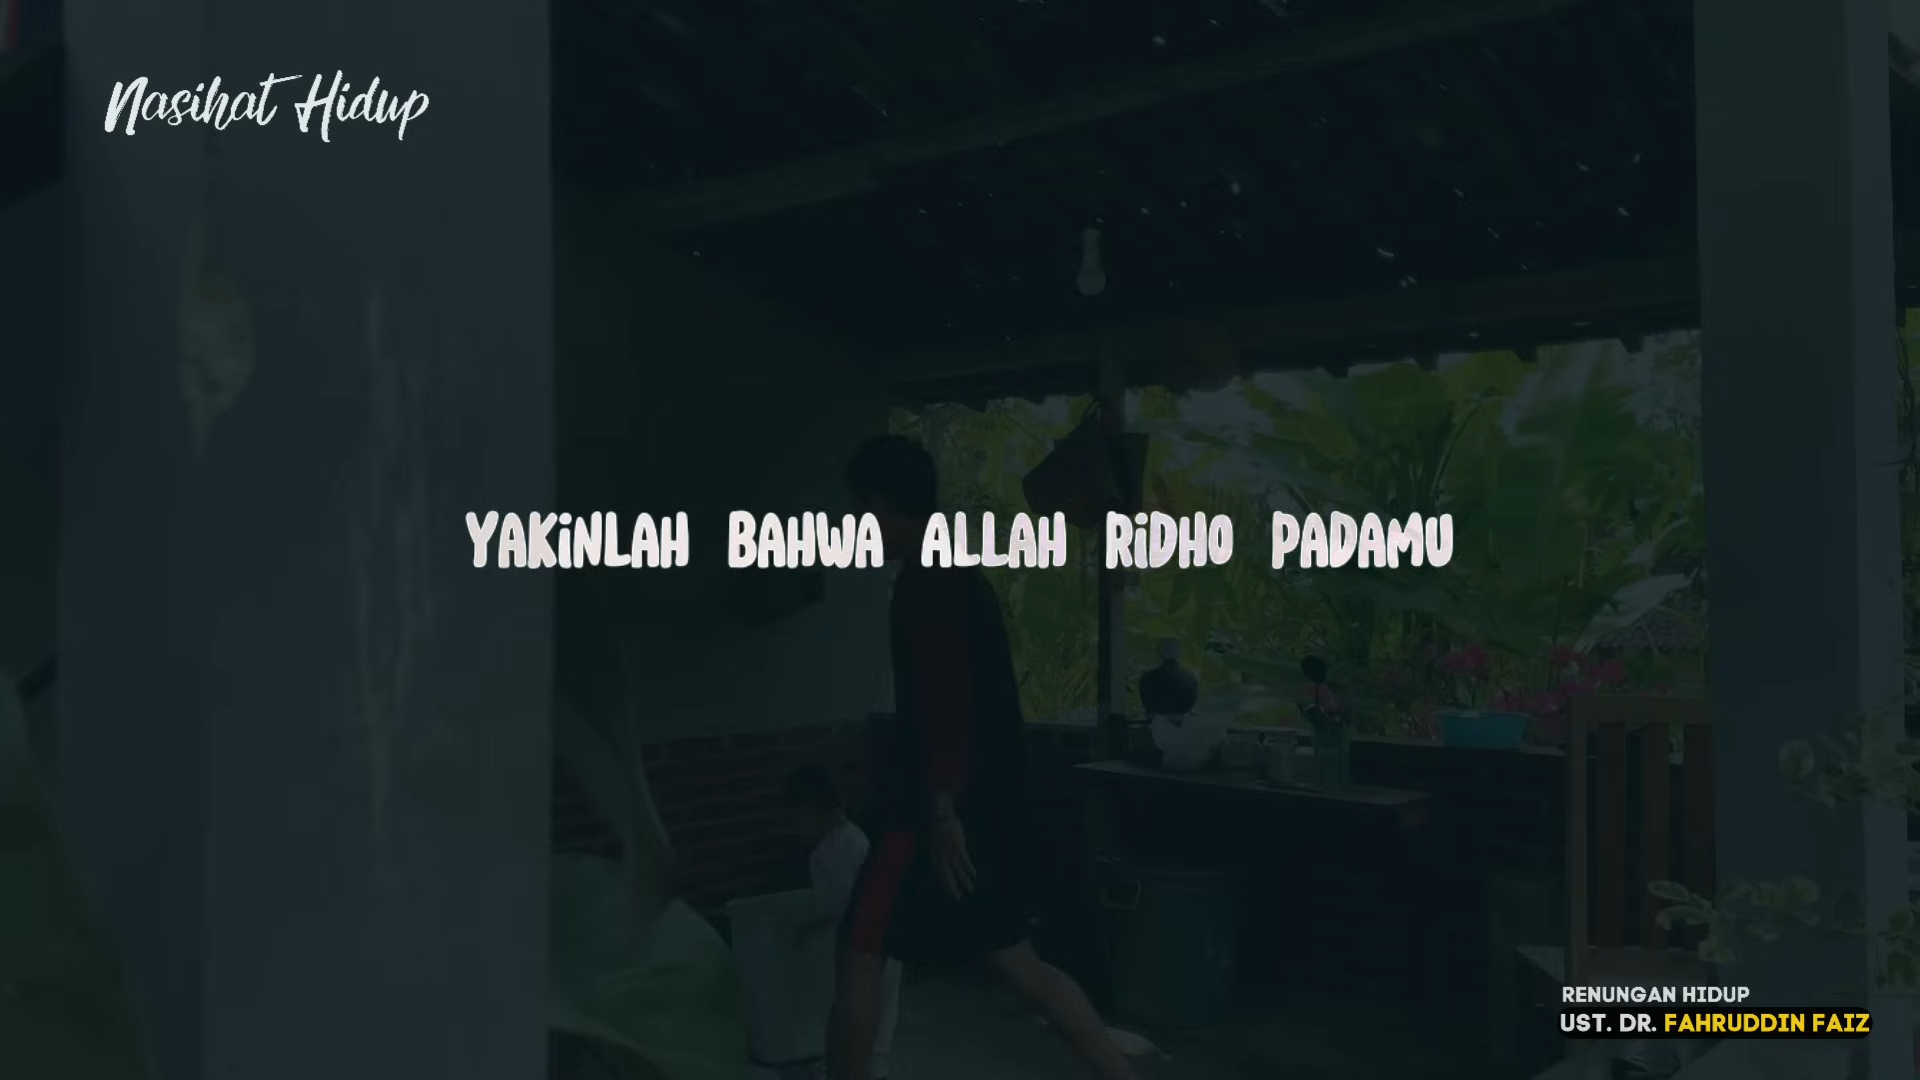 Nasihat Hidup
YAKiNLAH BAHWA ALLAH RiDHO PADAMU
RENUNGAN HIDUP
UST. DR. FAHRUDDIN FAIZ